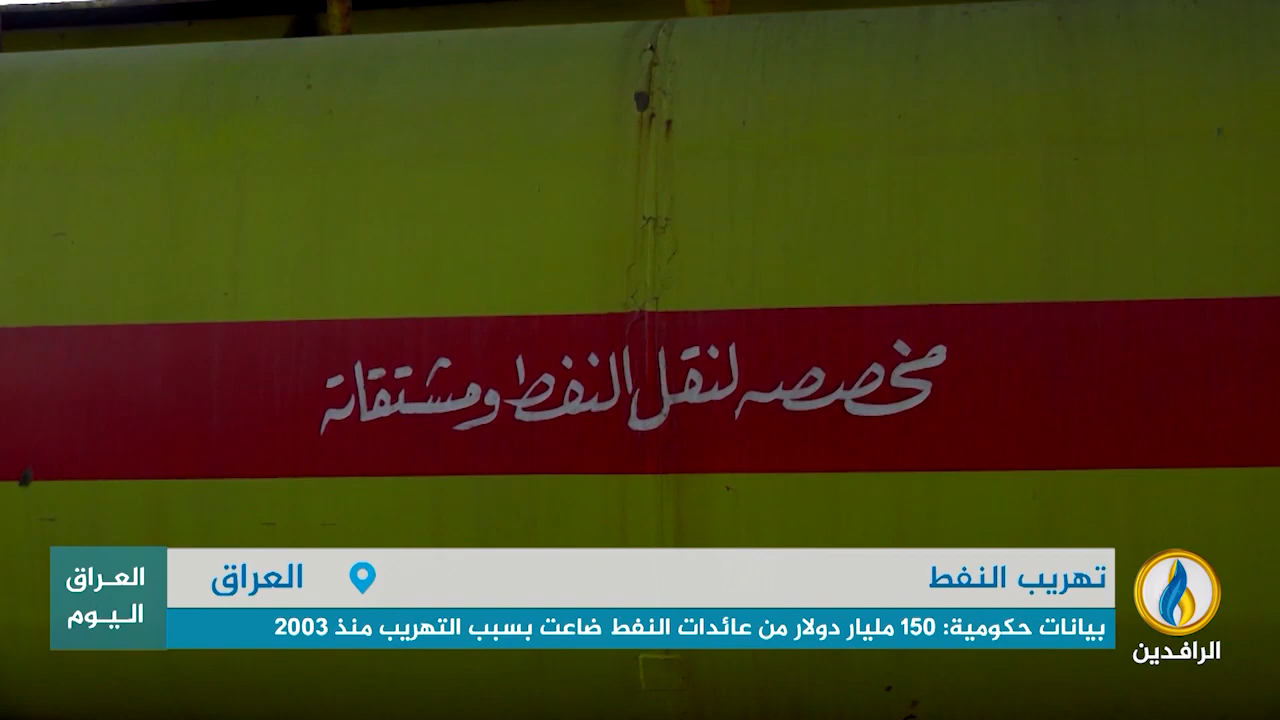 مخصصه لنقل النفط ومشتقاته
تهريب النفط
العراق
بيانات حكومية: 150 مليار دولار من عائدات النفط ضاعت بسبب التهريب منذ 2003
العراق
اليوم
الرافدين